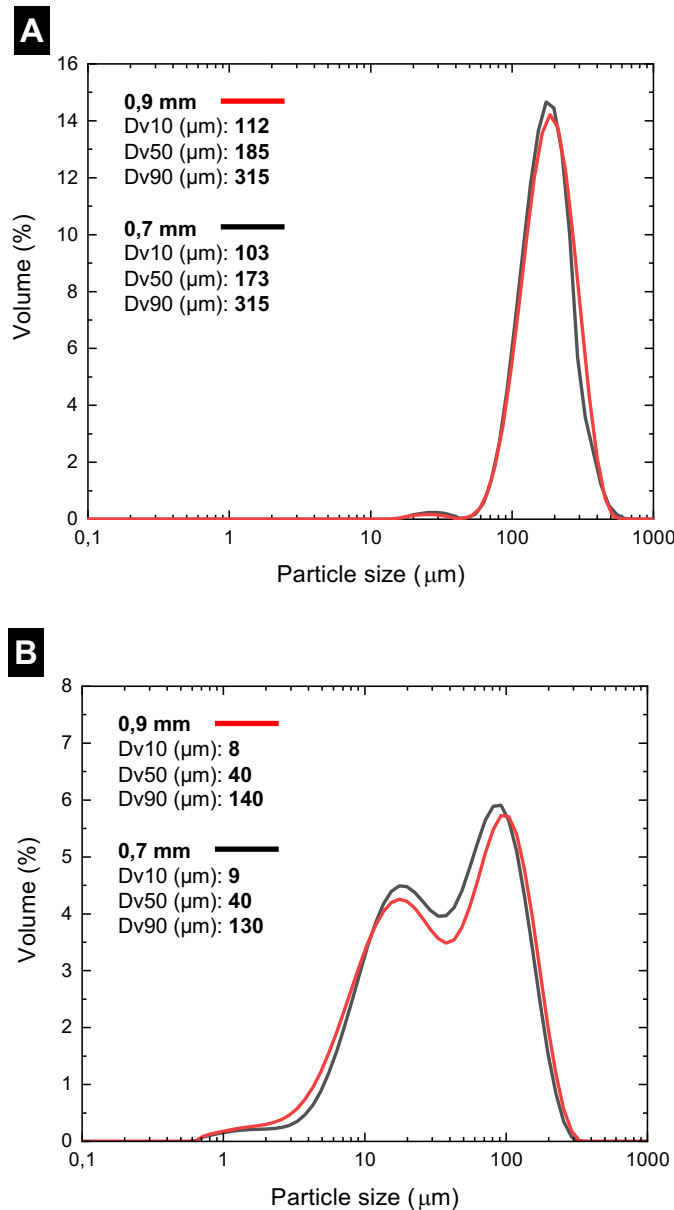 A
16
14
12
10
8
6
4
2
0
Volume (%)
0,9 mm
Dv10 (µm): 112
Dv50 (µm): 185
Dv90 (µm): 315
0,7 mm
Dv10 (µm): 103
Dv50 (µm): 173
Dv90 (µm): 315
0,1 1 10 100 1000
Particle size (μm)
B
8
7
6
5
4
3
2
1
0
Volume (%)
0,9 mm
Dv10 (µm): 8
Dv50 (µm): 40
Dv90 (µm): 140
0,7 mm
Dv10 (µm): 9
Dv50 (µm): 40
Dv90 (µm): 130
0,1 1 10 100 1000
Particle size (μm)